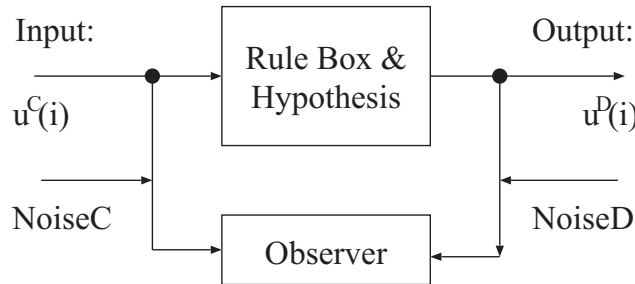 Input:
Rule Box &
Hypothesis
Output:
u^C(i)
u^D(i)
NoiseC
Observer
NoiseD